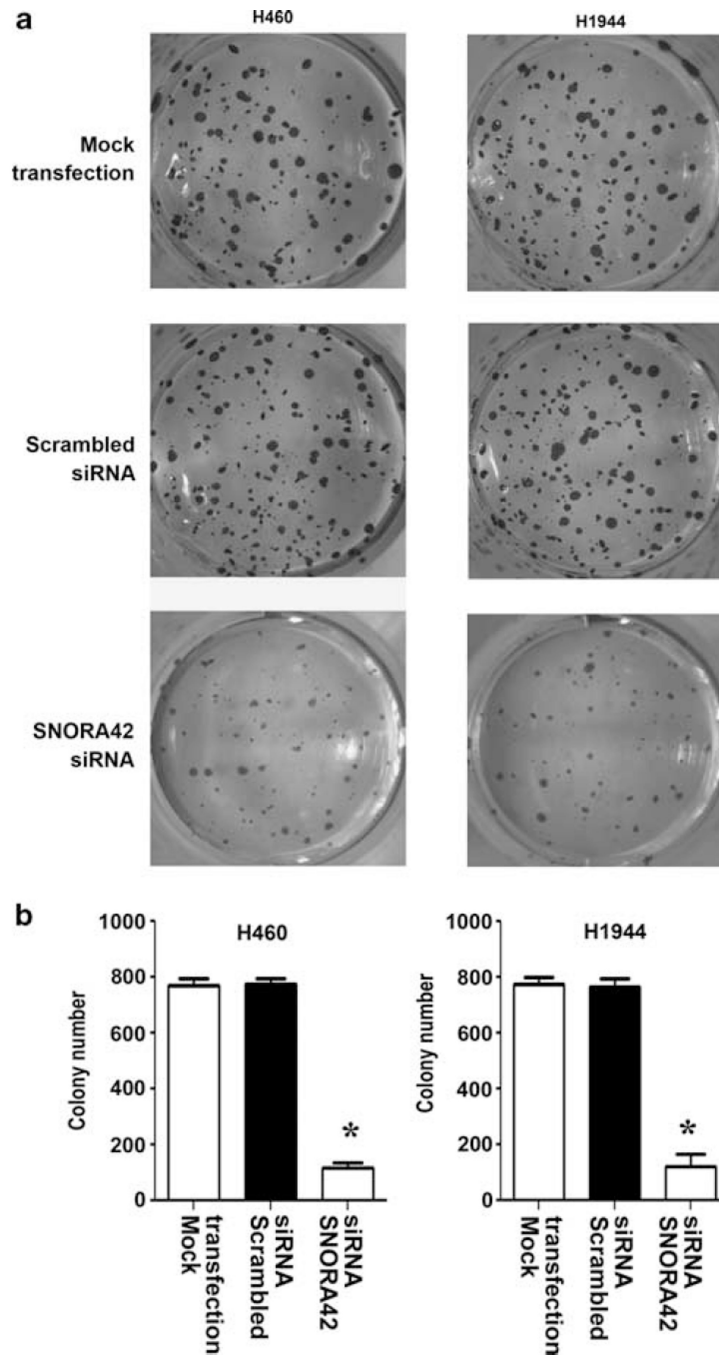 a
H460
H1944
Mock
transfection
Scrambled
siRNA
SNORA42
siRNA
b
H460
Colony number
1000
800
600
400
200
0
*
Mock
transfection
Scrambled
siRNA
SNORA42
siRNA
H1944
Colony number
1000
800
600
400
200
0
*
Mock
transfection
Scrambled
siRNA
SNORA42
siRNA